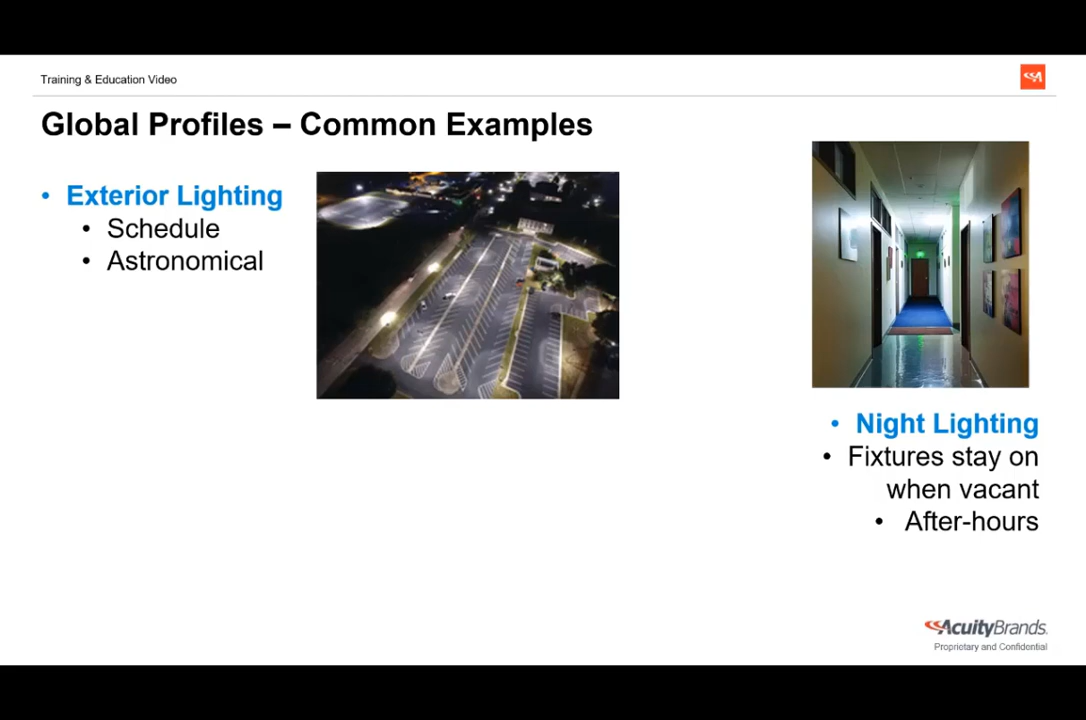 Training & Education Video
Global Profiles – Common Examples
• Exterior Lighting
• Schedule
• Astronomical
• Night Lighting
• Fixtures stay on
when vacant
• After-hours
AcuityBrands.
Proprietary and Confidential